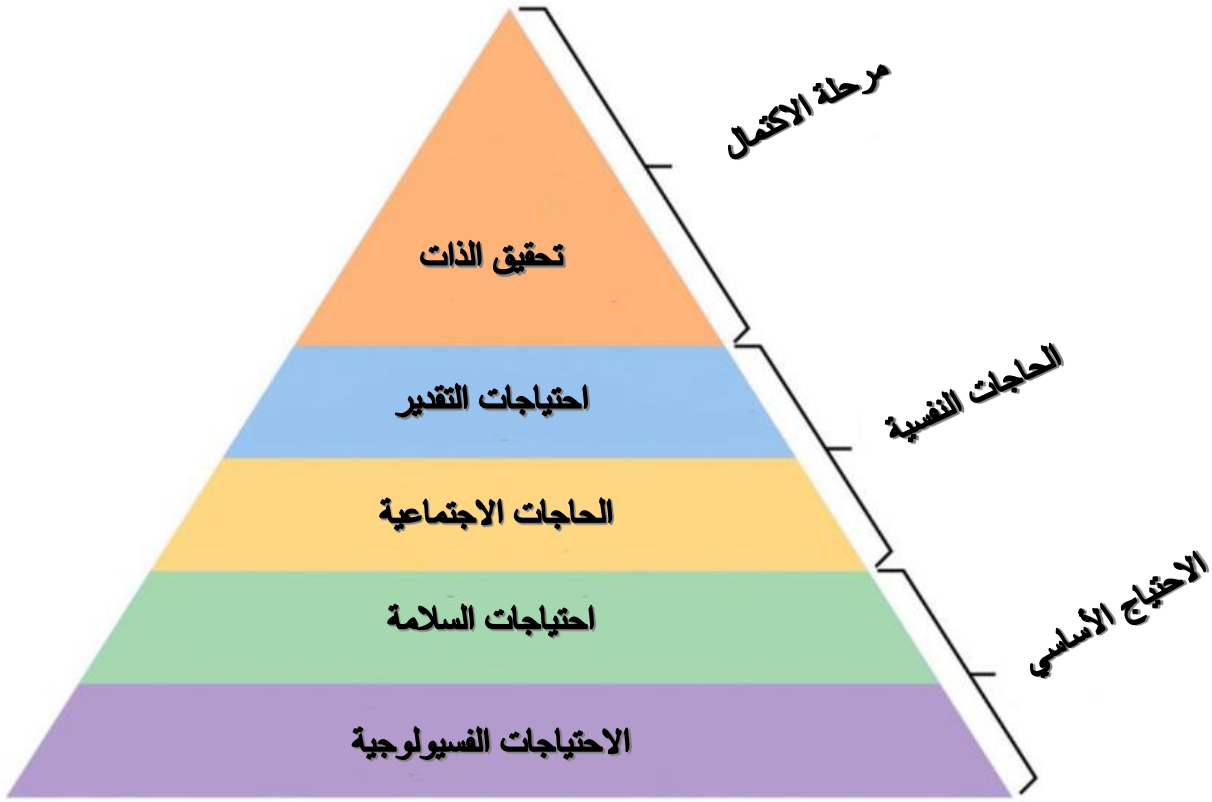 مرحلة الاكتمال
تحقيق الذات
الحاجات النفسية
احتياجات التقدير
الحاجات الاجتماعية
الاحتياج الأساسي
احتياجات السلامة
الاحتياجات الفسيولوجية